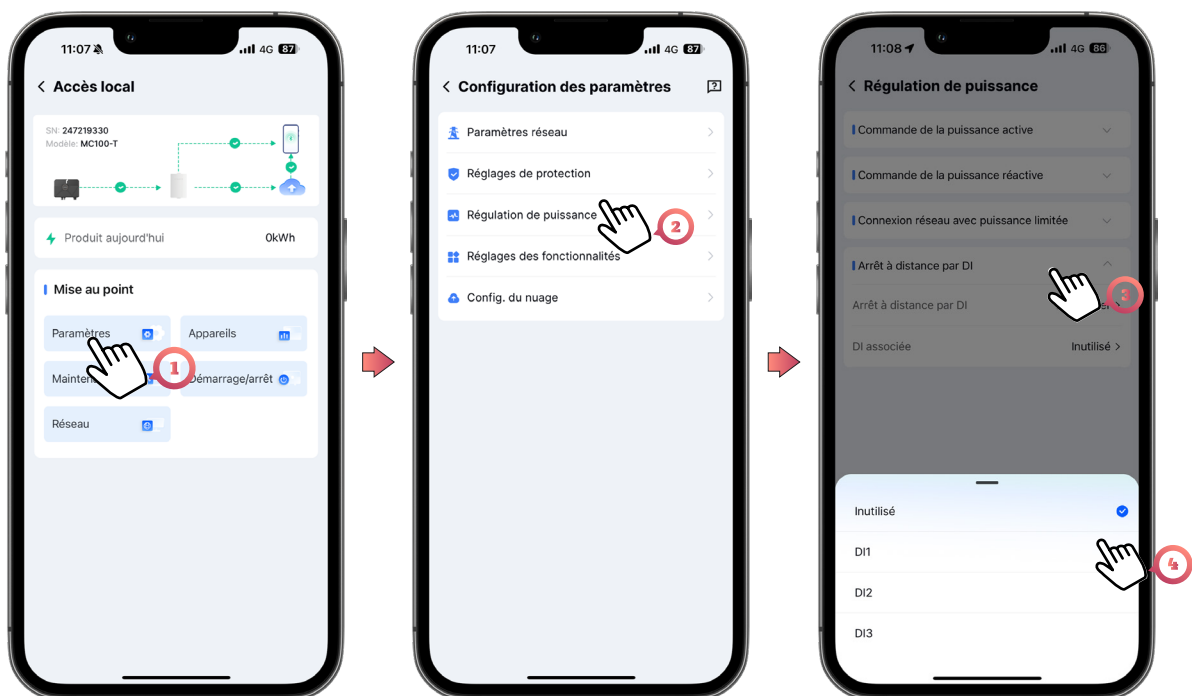 11:07
4G 87
Accès local
SN: 247219330
Modèle: MC100-T
Produit aujourd'hui
0kWh
Mise au point
Paramètres
Appareils
1
Démarrage/arrêt
Réseau
11:07
4G 87
Configuration des paramètres
?
Paramètres réseau
Réglages de protection
Régulation de puissance
2
Réglages des fonctionnalités
Config. du nuage
11:08
4G 86
Régulation de puissance
Commande de la puissance active
Commande de la puissance réactive
Connexion réseau avec puissance limitée
Arrêt à distance par DI
3
Arrêt à distance par DI
DI associée
Inutilisé
Inutilisé
DI1
4
DI2
DI3